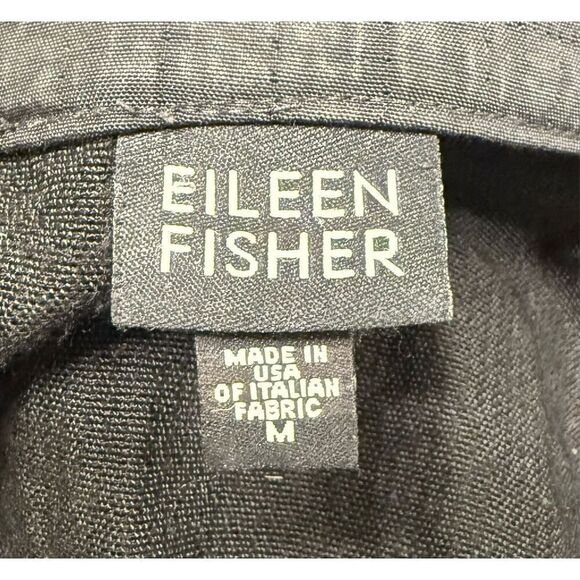 EILEEN
FISHER
MADE IN
USA
OF ITALIAN
FABRIC
M